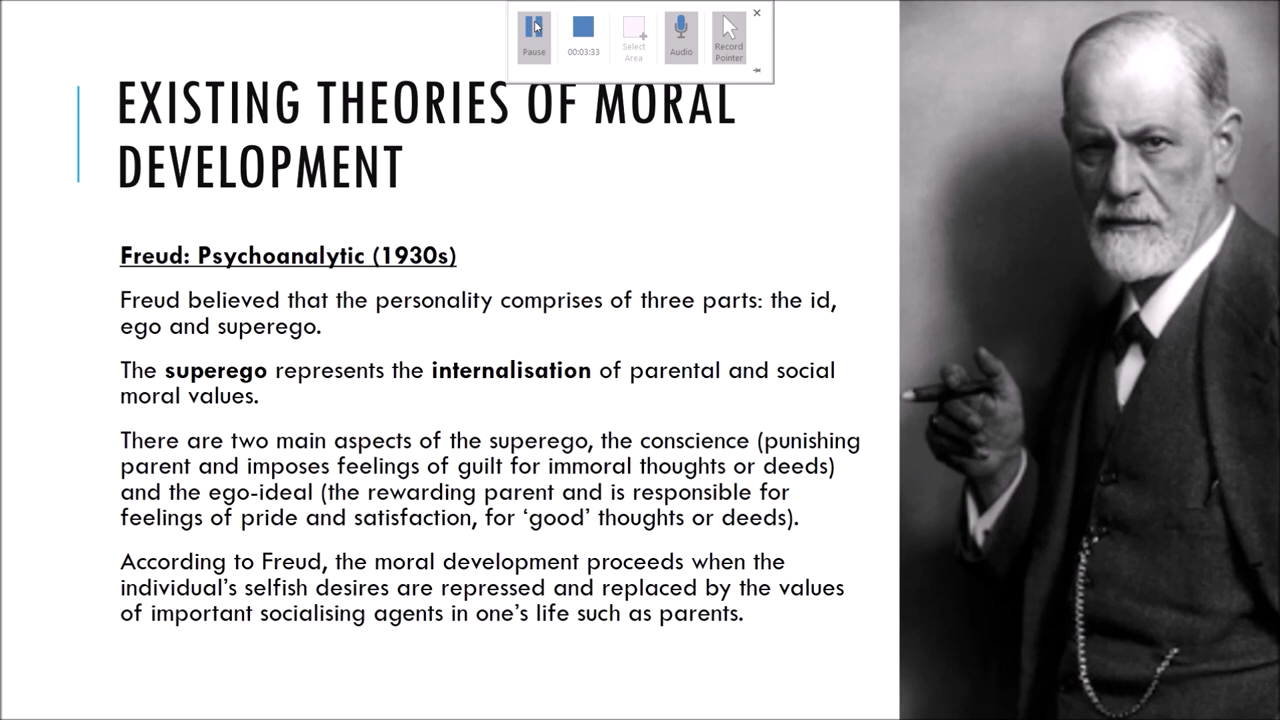 Pause
00:03:33
Select
Area
Audio
Record
Pointer
EXISTING THEORIES OF MORAL
DEVELOPMENT
Freud: Psychoanalytic (1930s)
Freud believed that the personality comprises of three parts: the id,
ego and superego.
The superego represents the internalisation of parental and social
moral values.
There are two main aspects of the superego, the conscience (punishing
parent and imposes feelings of guilt for immoral thoughts or deeds)
and the ego-ideal (the rewarding parent and is responsible for
feelings of pride and satisfaction, for ‘good’ thoughts or deeds).
According to Freud, the moral development proceeds when the
individual’s selfish desires are repressed and replaced by the values
of important socialising agents in one’s life such as parents.